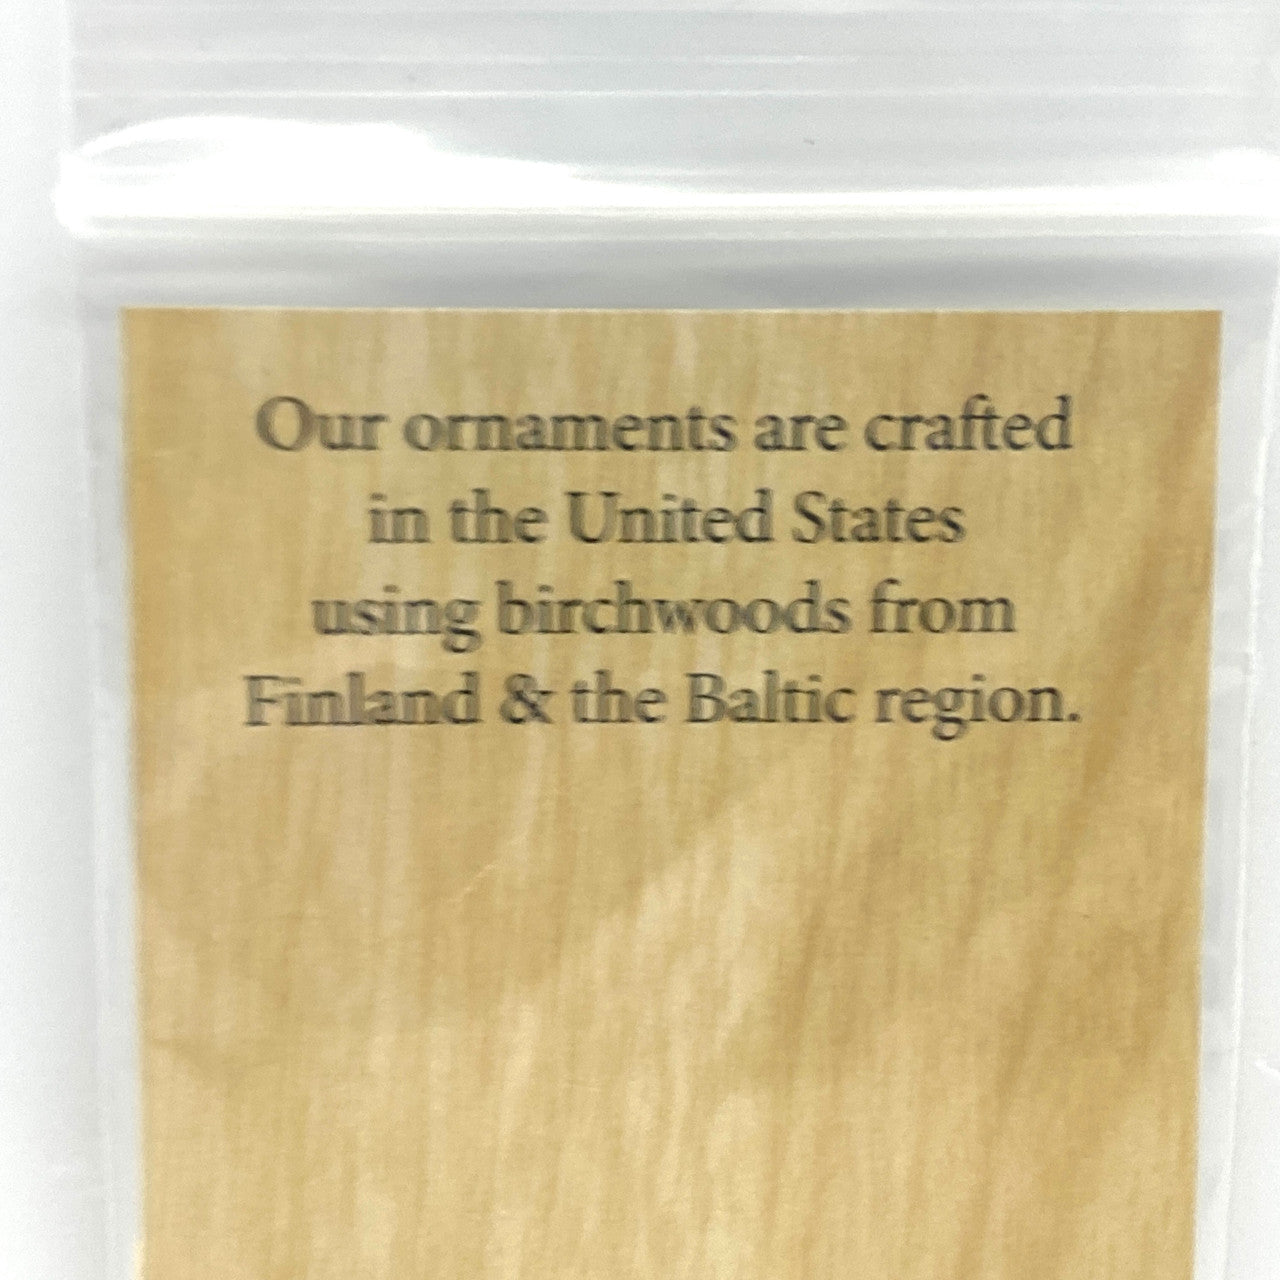 Our ornaments are crafted
in the United States
using birchwoods from
Finland & the Baltic region.